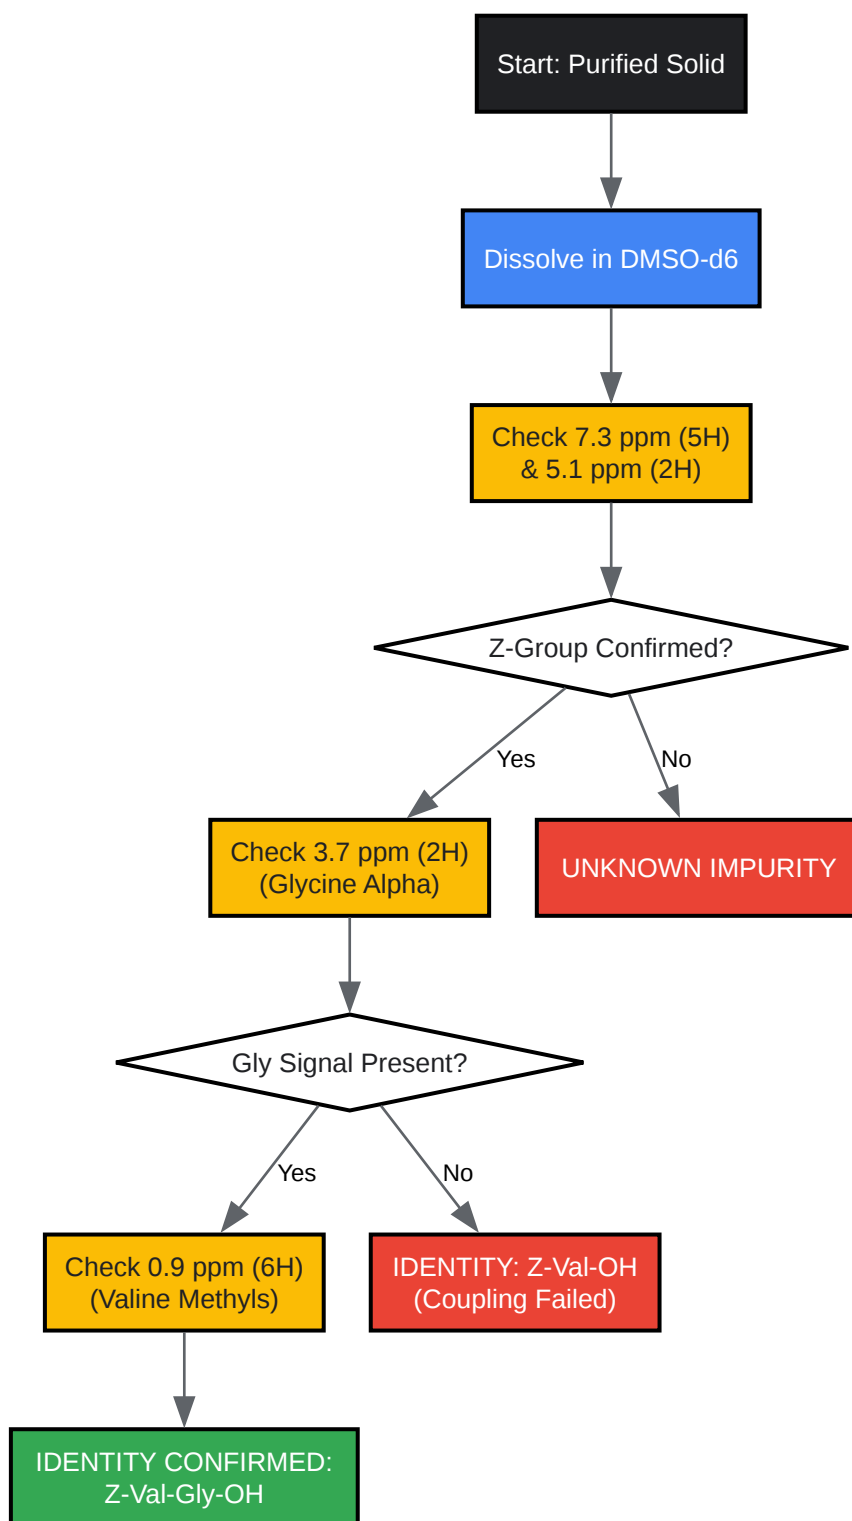 Start: Purified Solid
Dissolve in DMSO-d6
Check 7.3 ppm (5H)
& 5.1 ppm (2H)
Z-Group Confirmed?
Yes
No
Check 3.7 ppm (2H)
(Glycine Alpha)
UNKNOWN IMPURITY
Gly Signal Present?
Yes
No
Check 0.9 ppm (6H)
(Valine Methyls)
IDENTITY: Z-Val-OH
(Coupling Failed)
IDENTITY CONFIRMED:
Z-Val-Gly-OH